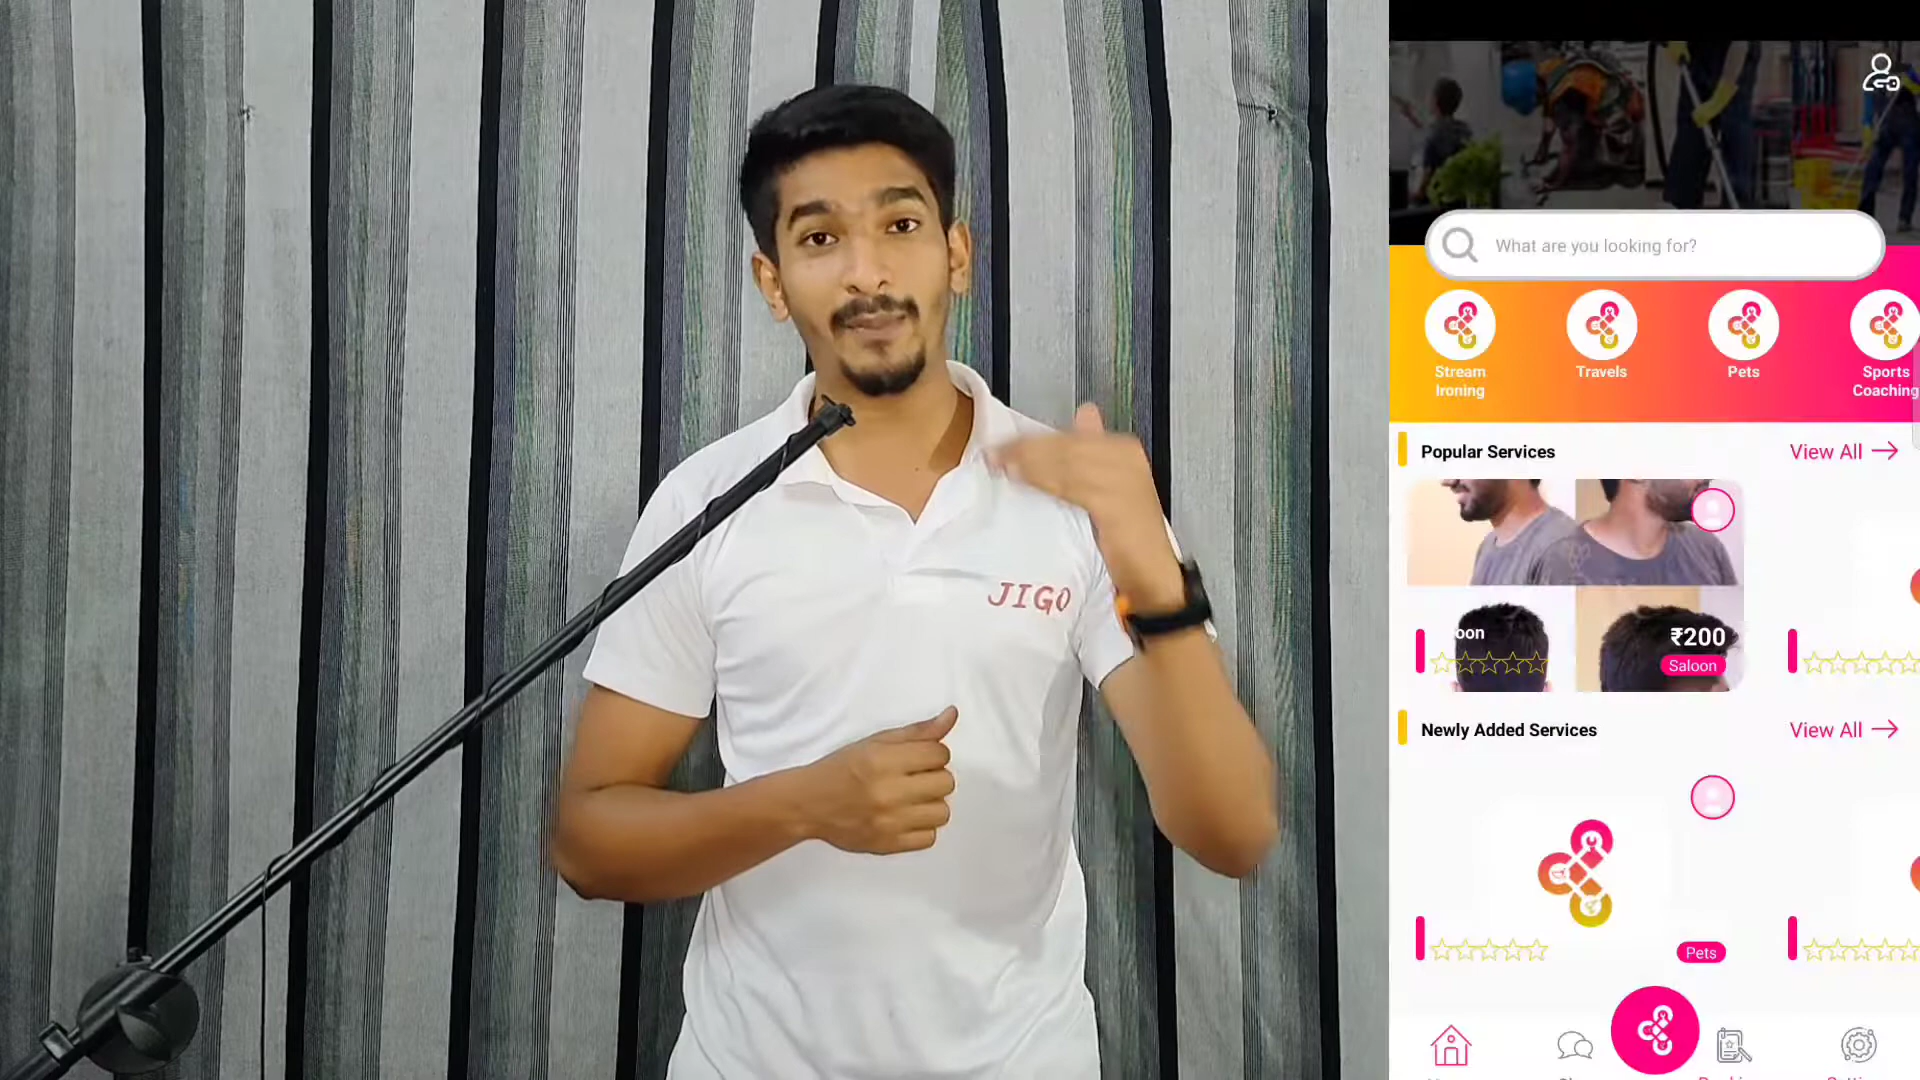 JIGO
What are you looking for?
Stream
Ironing
Travels
Pets
Sports
Coaching
Popular Services
View All
oon
₹200
Saloon
Newly Added Services
View All
Pets